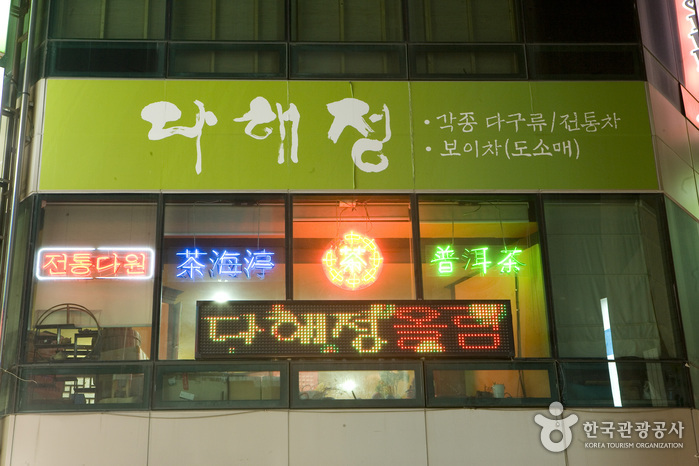 다해정
· 각종 다구류/전통차
· 보이차(도소매)
전통다원
茶海渟
茶
普洱茶
다해정올림
한국관광공사
KOREA TOURISM ORGANIZATION